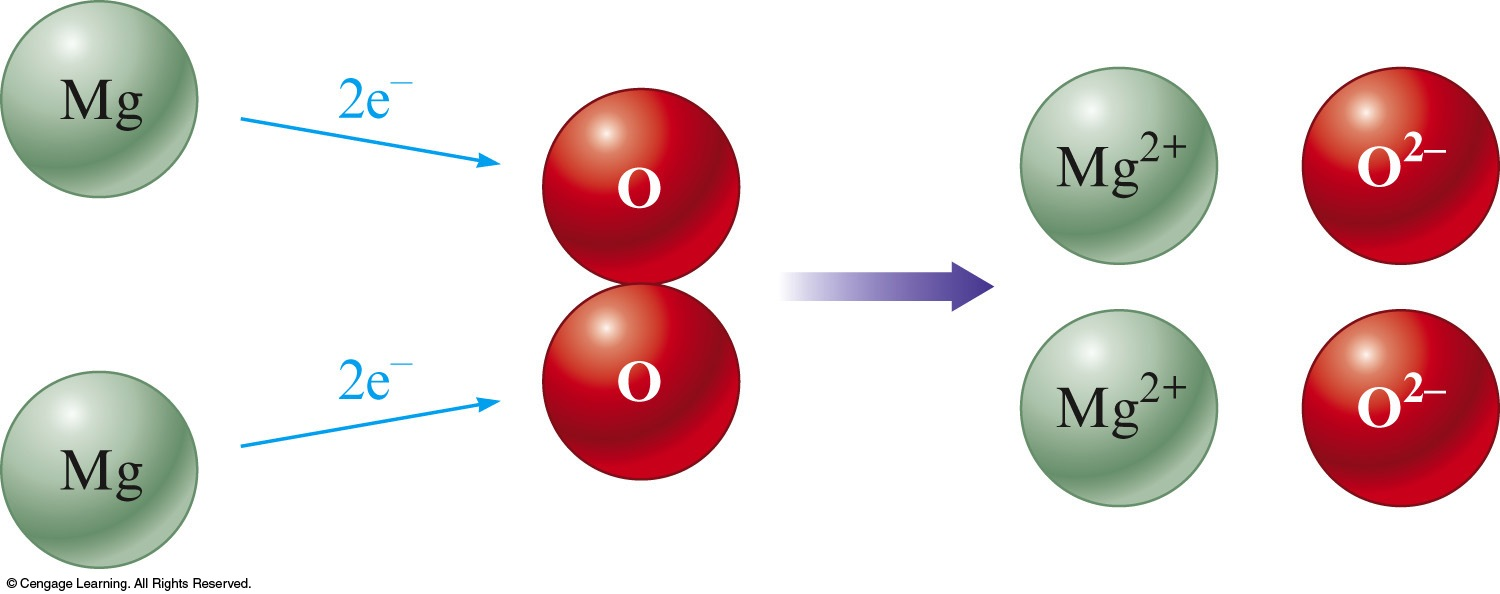 Mg
2e⁻
O
Mg²⁺
O²⁻
Mg
2e⁻
O
Mg²⁺
O²⁻
© Cengage Learning. All Rights Reserved.